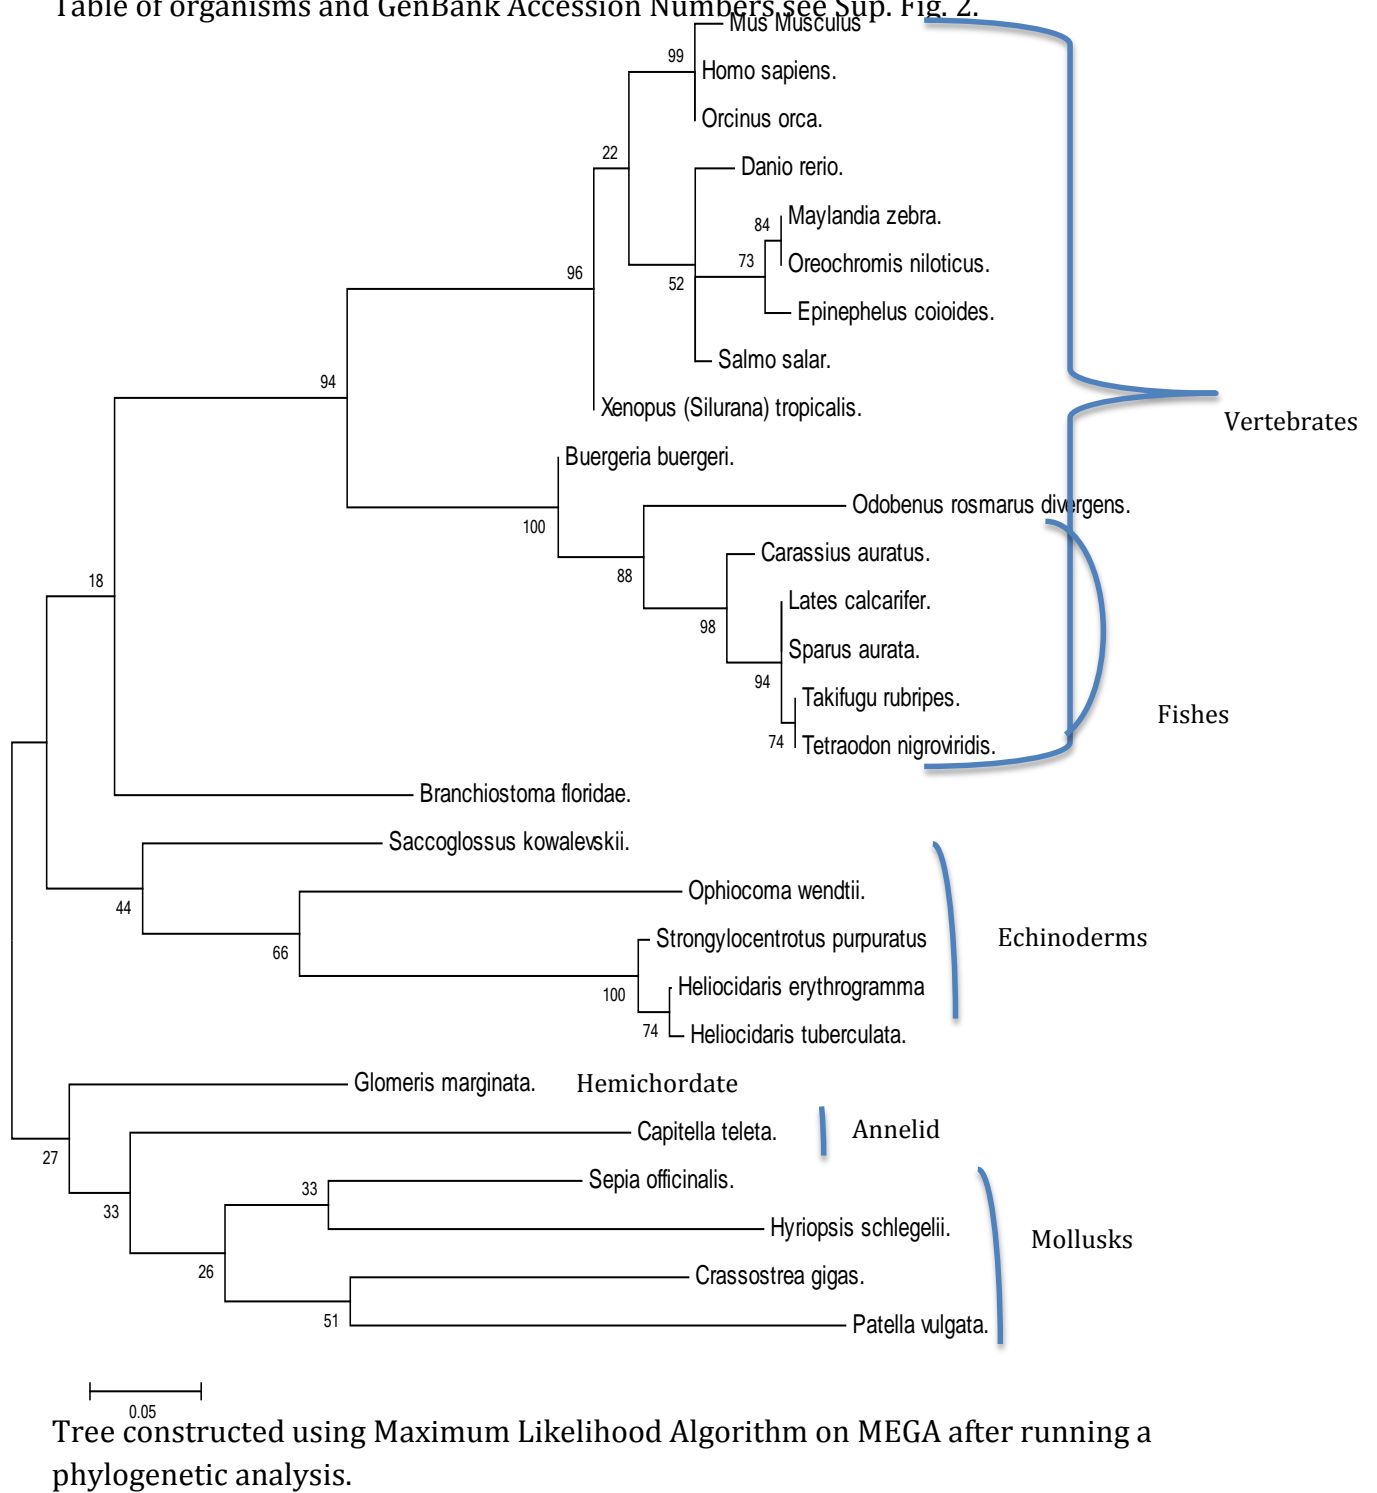 Table of organisms and GenBank Accession Numbers see Sup. Fig. 2.
Mus Musculus
99
Homo sapiens.
Orcinus orca.
22
Danio rerio.
Maylandia zebra.
84
73
Oreochromis niloticus.
96
52
Epinephelus coioides.
Salmo salar.
94
Xenopus (Silurana) tropicalis.
Vertebrates
Buergeria buergeri.
Odobenus rosmarus divergens.
100
Carassius auratus.
88
18
Lates calcarifer.
98
Sparus aurata.
94
Takifugu rubripes.
Fishes
74
Tetraodon nigroviridis.
Branchiostoma floridae.
Saccoglossus kowalevskii.
Ophiocoma wendtii.
44
Strongylocentrotus purpuratus
Echinoderms
66
Heliocidaris erythrogramma
100
74
Heliocidaris tuberculata.
Glomeris marginata. Hemichordate
Capitella teleta. Annelid
27
Sepia officinalis.
33
33
Hyriopsis schlegelii.
Mollusks
26
Crassostrea gigas.
51
Patella vulgata.
0.05
Tree constructed using Maximum Likelihood Algorithm on MEGA after running a
phylogenetic analysis.